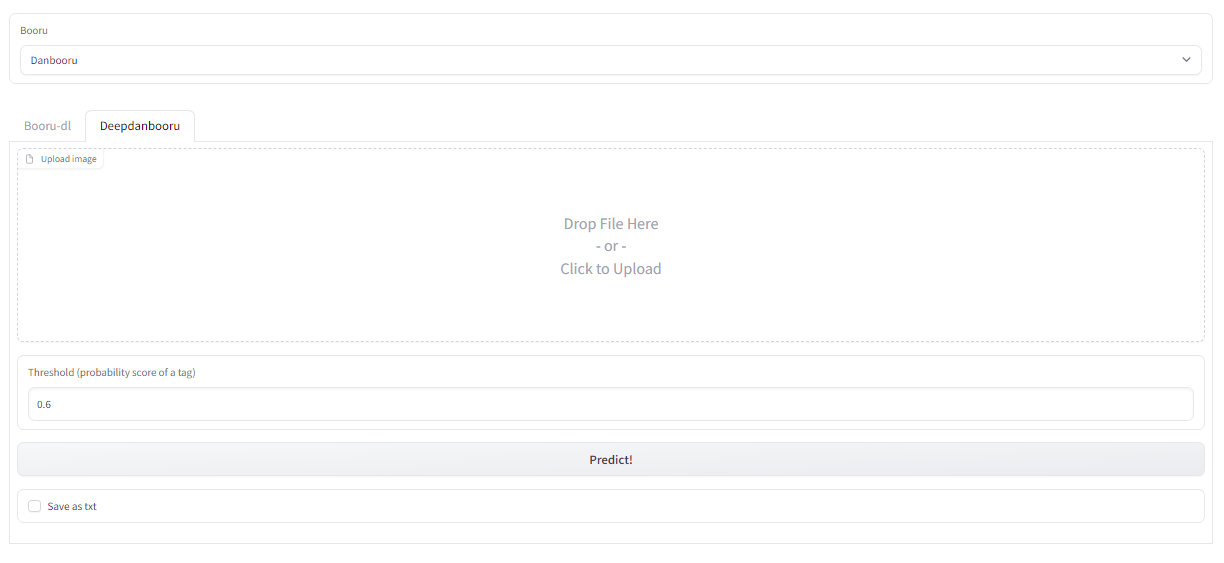 Booru
Danbooru
Booru-dl Deepdanbooru
Upload image
Drop File Here
- or -
Click to Upload
Threshold (probability score of a tag)
0.6
Predict!
Save as txt